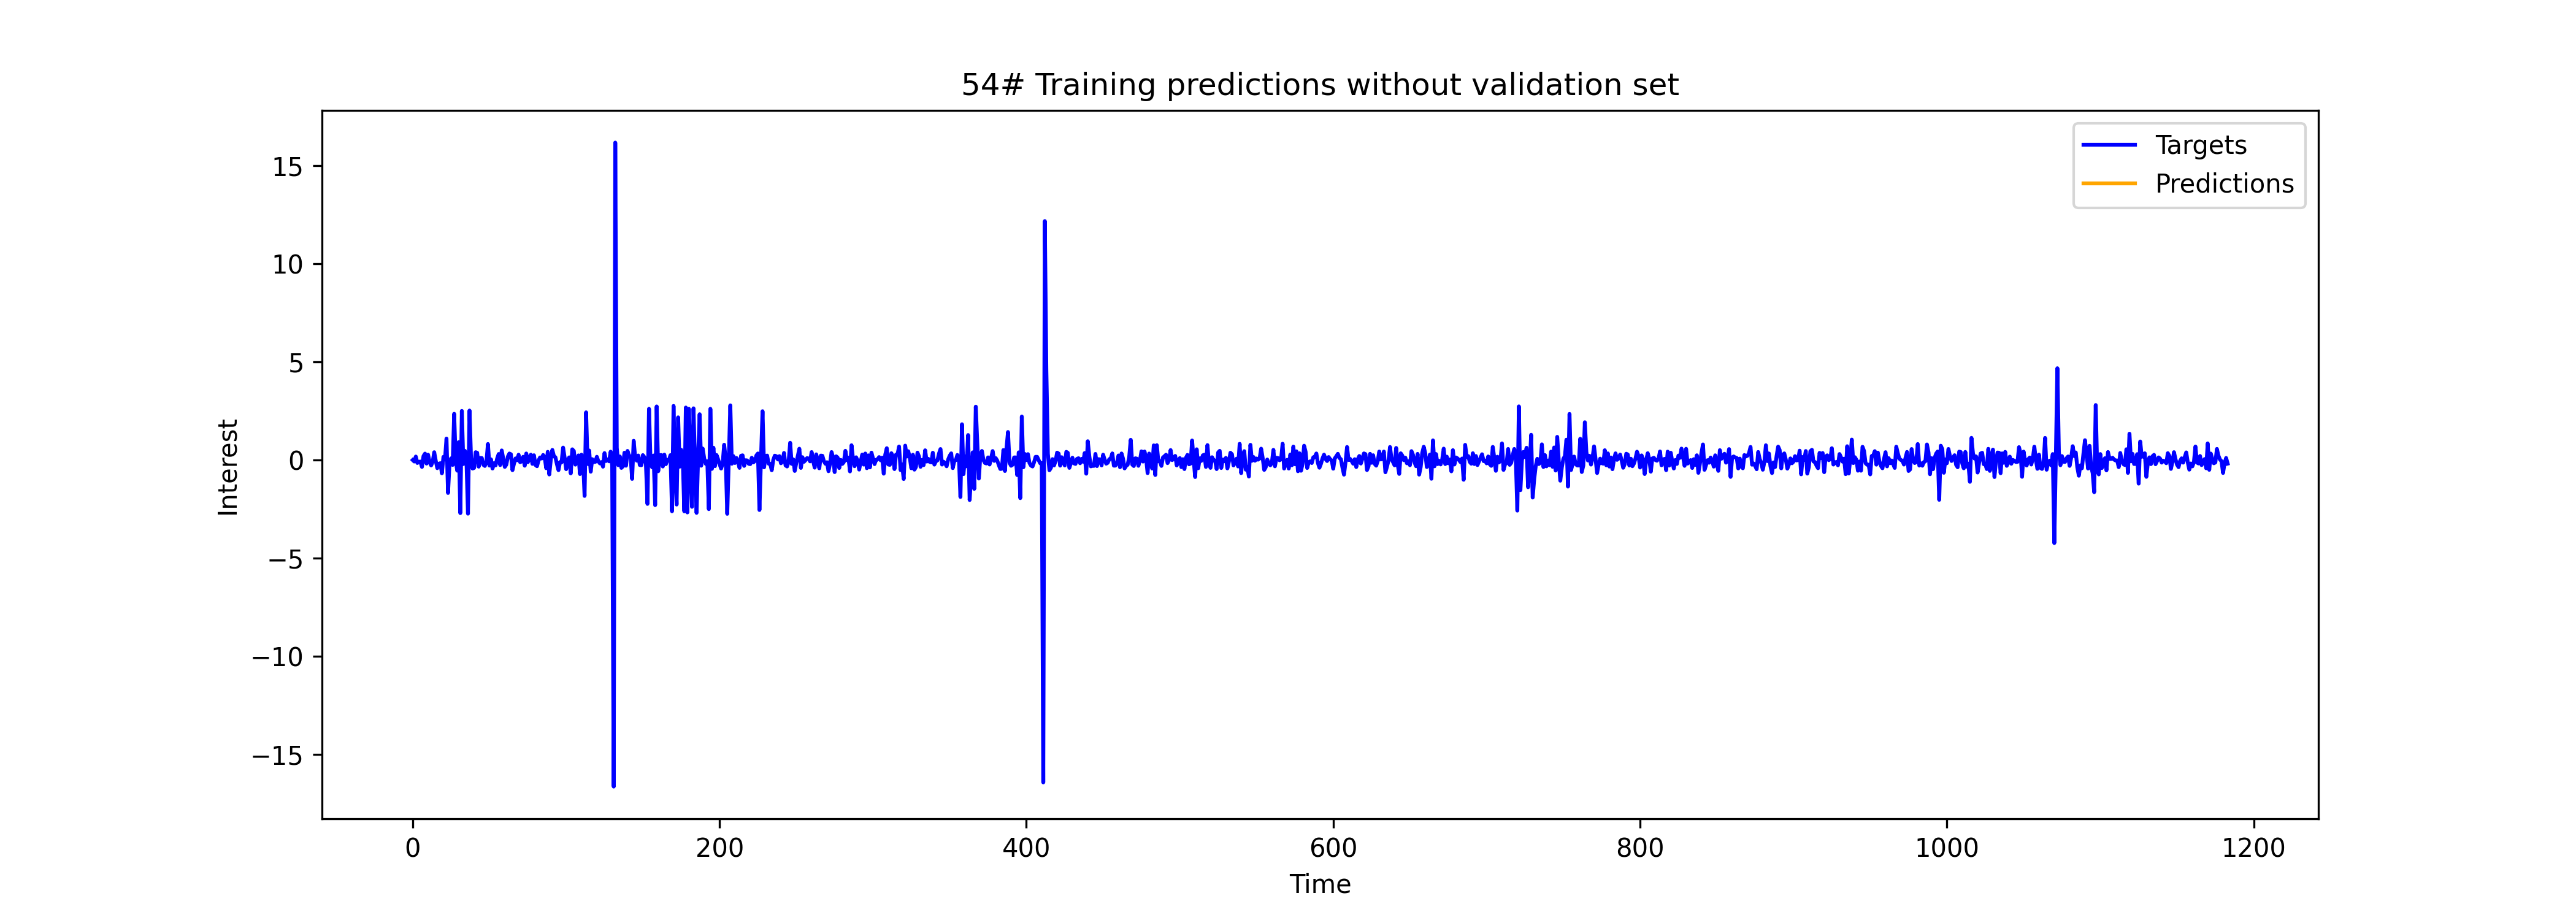 54# Training predictions without validation set
Targets
Predictions
15
10
5
0
−5
−10
−15
Interest
0 200 400 600 800 1000 1200
Time